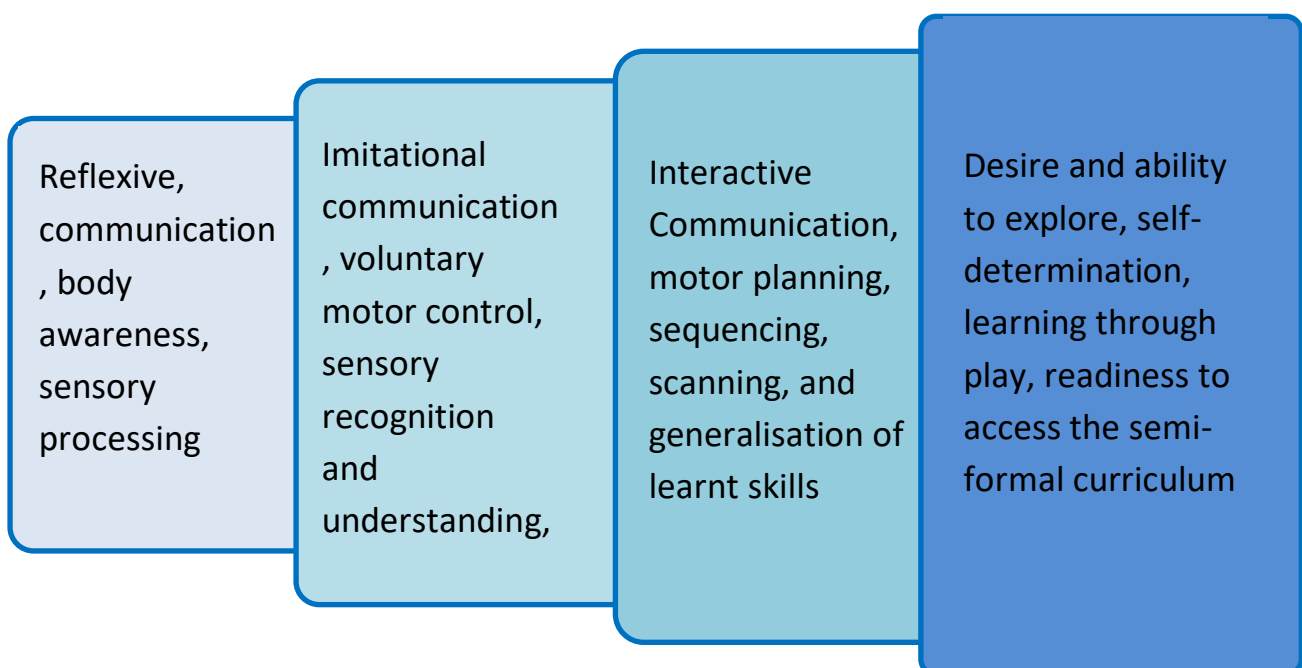 Reflexive,
communication
, body
awareness,
sensory
processing
Imitational
communication
, voluntary
motor control,
sensory
recognition
and
understanding,
Interactive
Communication,
motor planning,
sequencing,
scanning, and
generalisation of
learnt skills
Desire and ability
to explore, self-
determination,
learning through
play, readiness to
access the semi-
formal curriculum